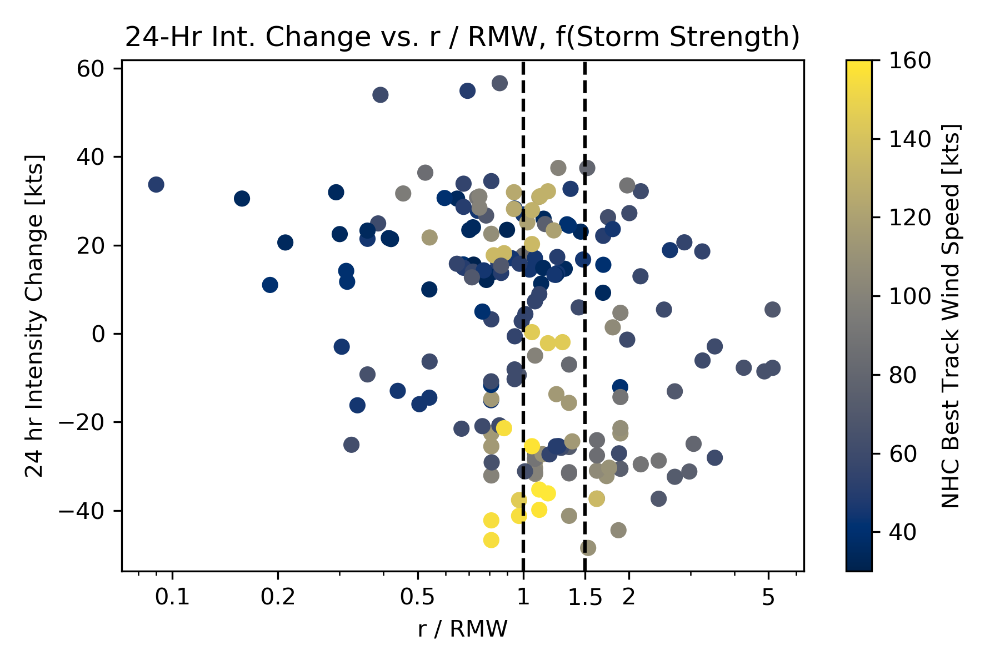 24-Hr Int. Change vs. r / RMW, f(Storm Strength)
24 hr Intensity Change [kts]
60
40
20
0
−20
−40
0.1 0.2 0.5 1 1.5 2 5
r / RMW
160
140
120
100
80
60
40
NHC Best Track Wind Speed [kts]